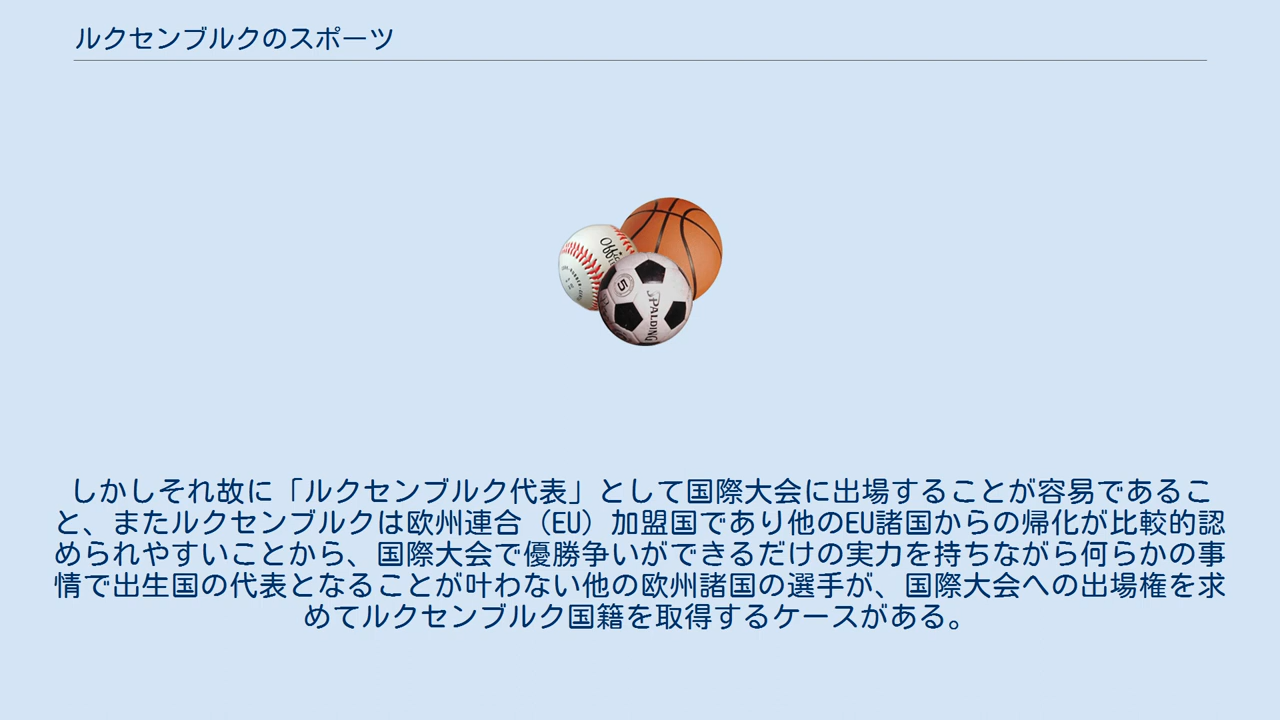 ルクセンブルクのスポーツ
Offic
5
SPALDING
しかしそれ故に「ルクセンブルク代表」として国際大会に出場することが容易であるこ
と、またルクセンブルクは欧州連合（EU）加盟国であり他のEU諸国からの帰化が比較的認
められやすいことから、国際大会で優勝争いができるだけの実力を持ちながら何らかの事
情で出生国の代表となることが叶わない他の欧州諸国の選手が、国際大会への出場権を求
めてルクセンブルク国籍を取得するケースがある。